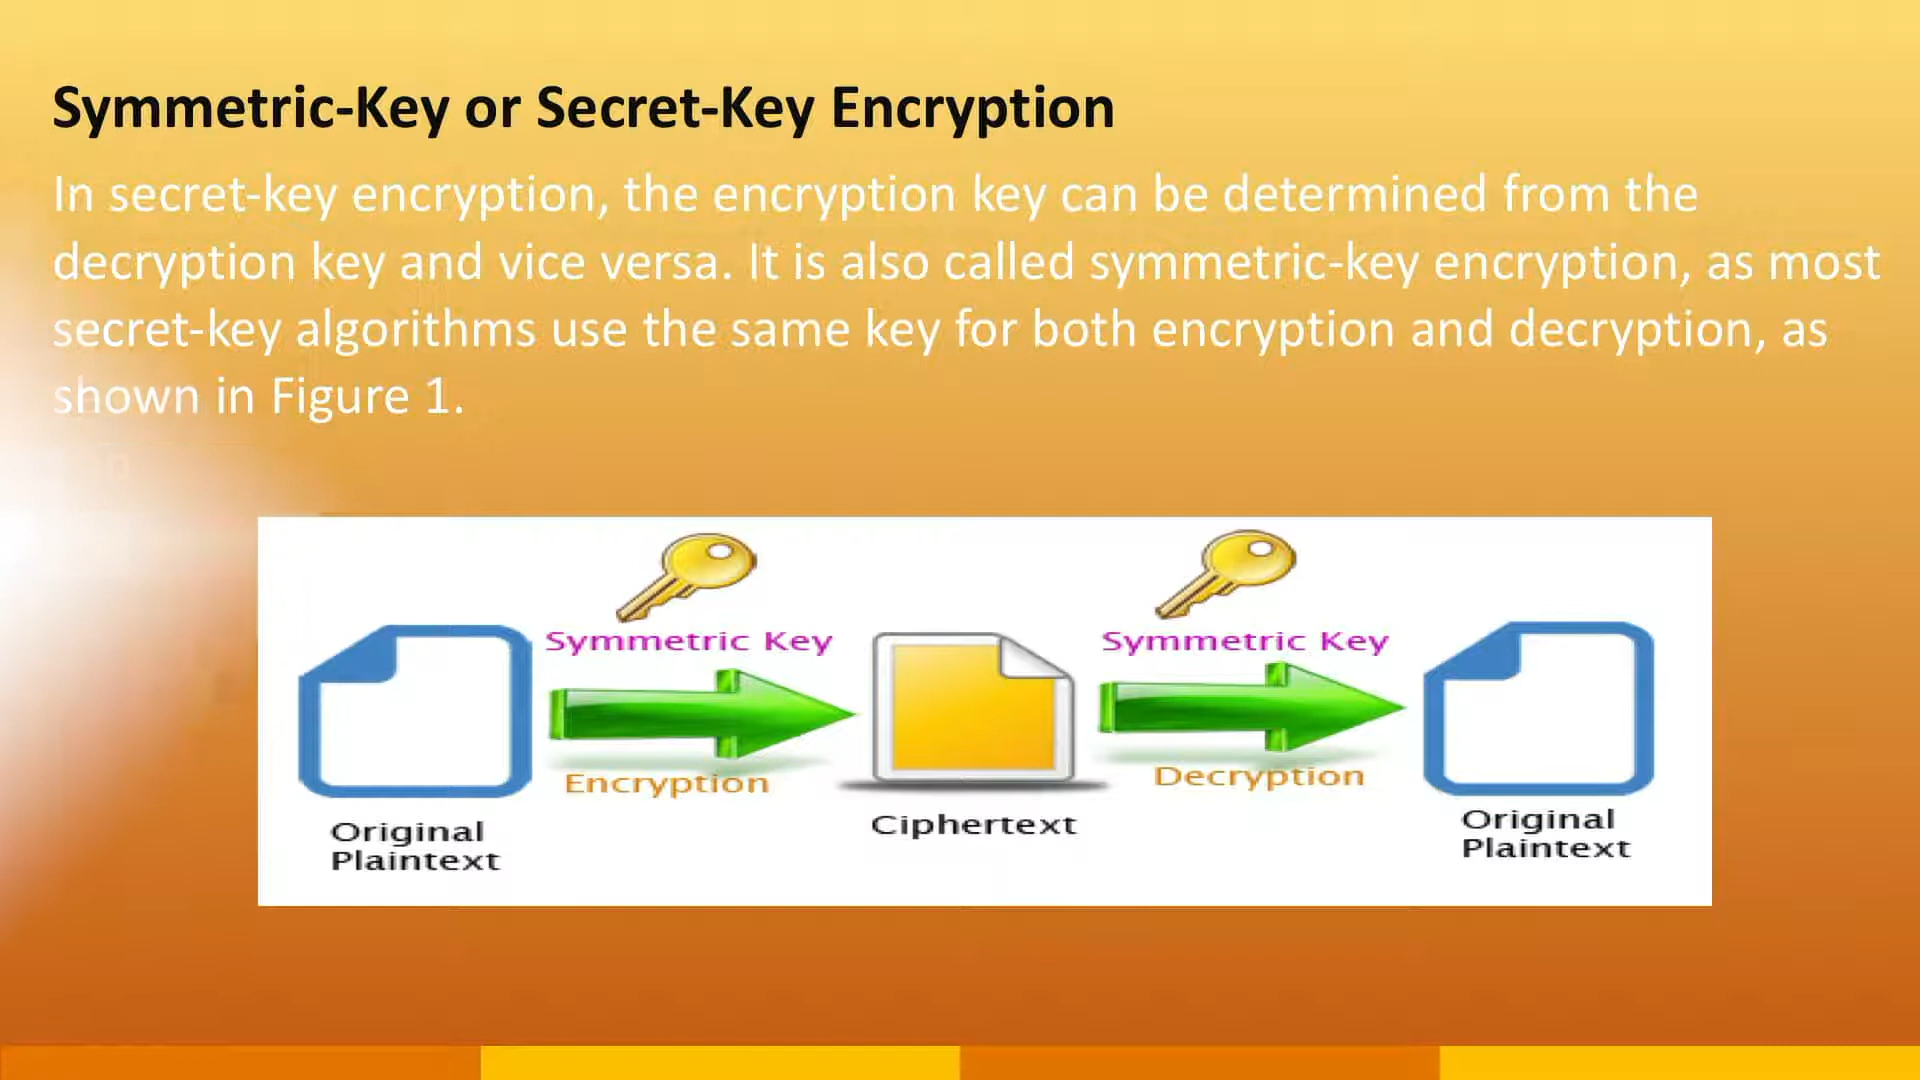 Symmetric-Key or Secret-Key Encryption
In secret-key encryption, the encryption key can be determined from the
decryption key and vice versa. It is also called symmetric-key encryption, as most
secret-key algorithms use the same key for both encryption and decryption, as
shown in Figure 1.
Symmetric Key
Symmetric Key
Encryption
Decryption
Original
Plaintext
Ciphertext
Original
Plaintext